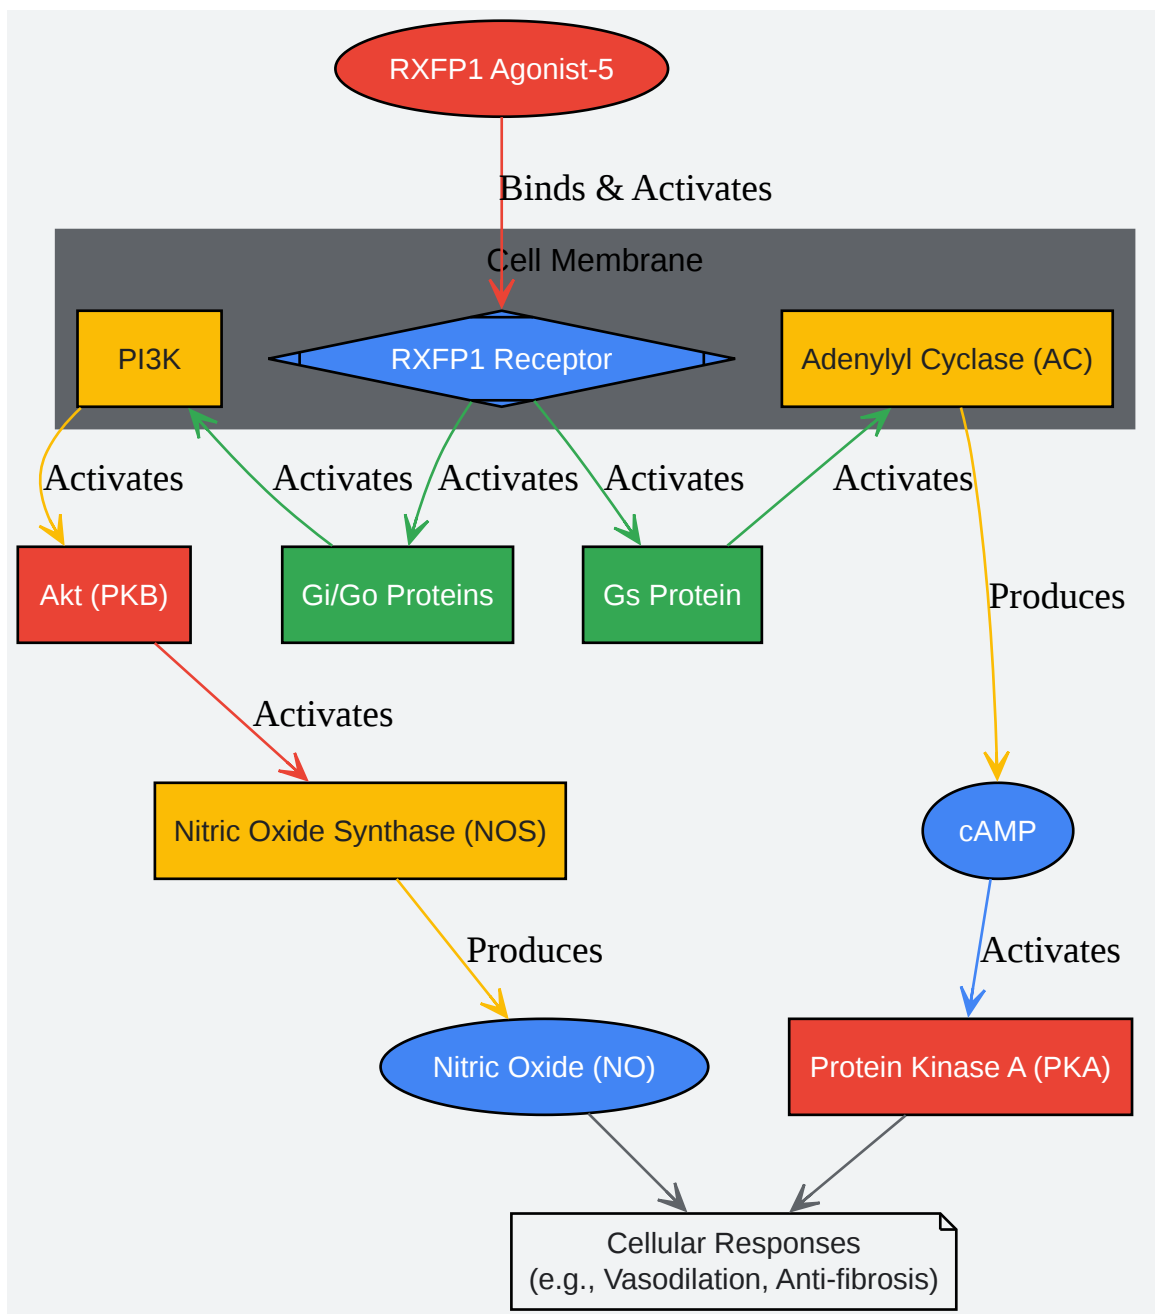 RXFP1 Agonist-5
Binds & Activates
Cell Membrane
PI3K
RXFP1 Receptor
Adenylyl Cyclase (AC)
Activates
Activates
Activates
Activates
Activates
Akt (PKB)
Gi/Go Proteins
Gs Protein
Produces
Activates
Nitric Oxide Synthase (NOS)
cAMP
Produces
Activates
Nitric Oxide (NO)
Protein Kinase A (PKA)
Cellular Responses
(e.g., Vasodilation, Anti-fibrosis)